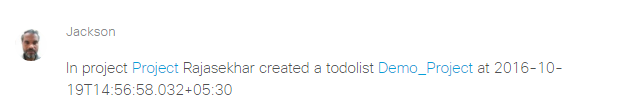 Jackson
In project Project Rajasekhar created a todolist Demo_Project at 2016-10-
19T14:56:58.032+05:30